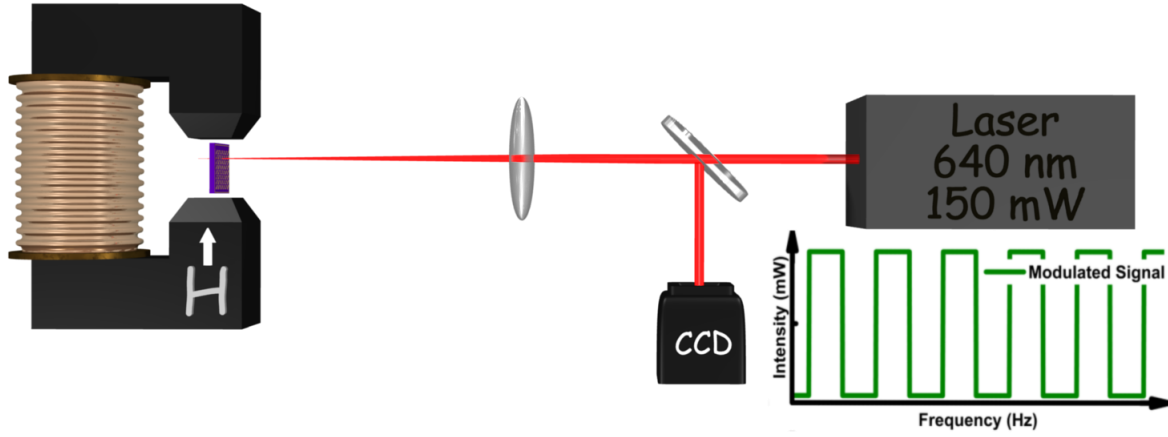 Laser
640 nm
150 mW
H
CCD
Modulated Signal
Intensity (mW)
Frequency (Hz)